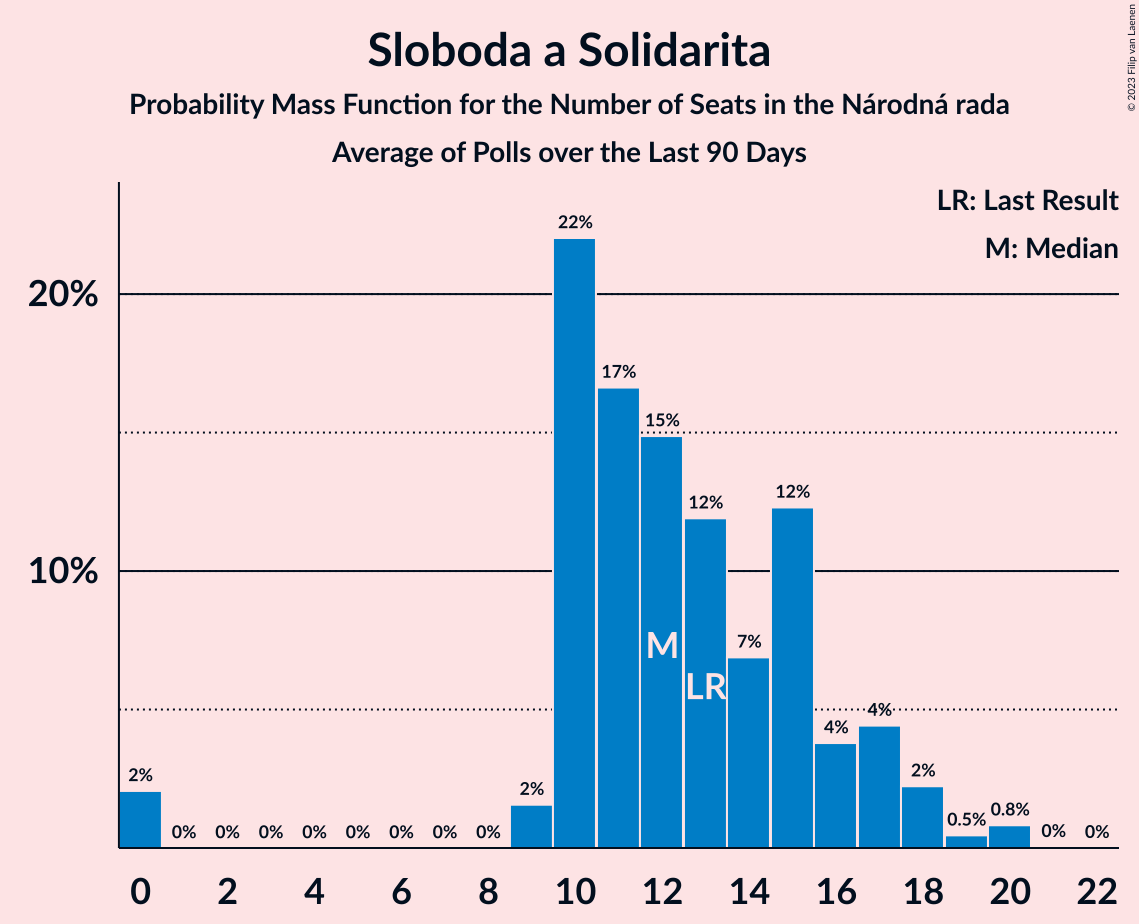 Sloboda a Solidarita
Probability Mass Function for the Number of Seats in the Národná rada
Average of Polls over the Last 90 Days
© 2023 Filip van Laenen
LR: Last Result
M: Median
20%
10%
2%
0%
0%
0%
0%
0%
0%
0%
0%
2%
22%
17%
15%
12%
7%
12%
4%
4%
2%
0.5%
0.8%
0%
0%
M
LR
0 2 4 6 8 10 12 14 16 18 20 22